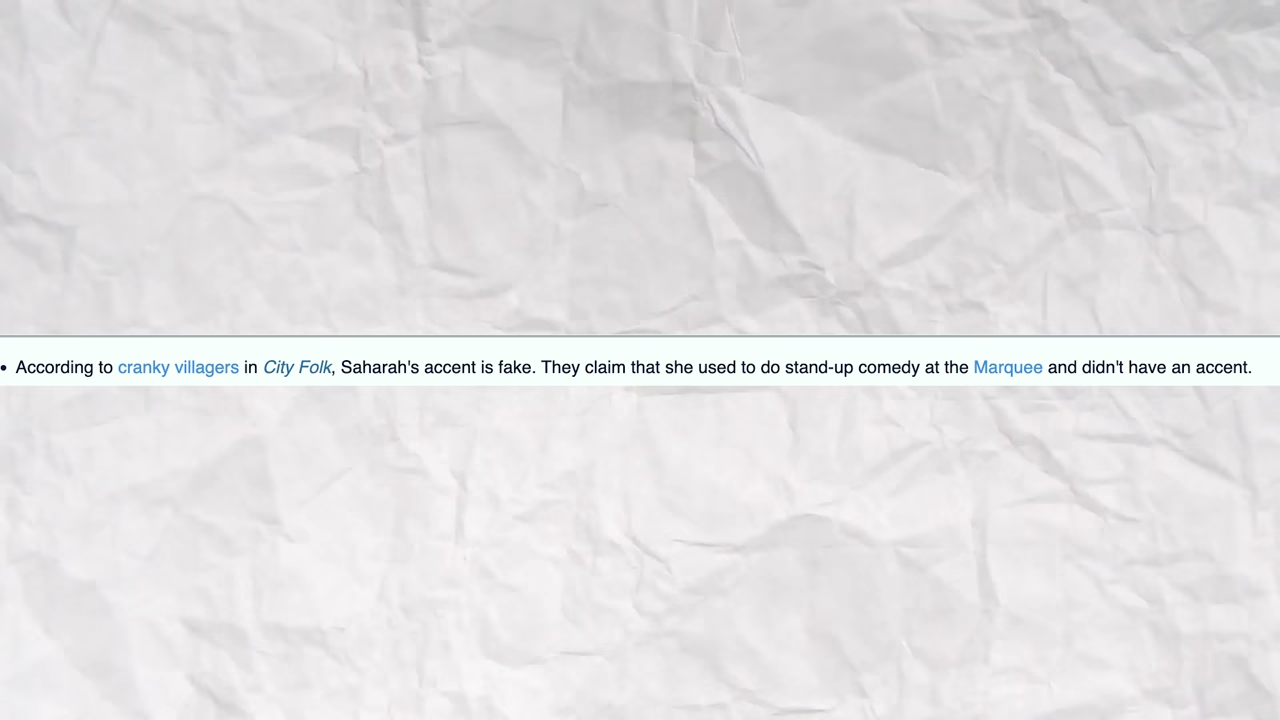 • According to cranky villagers in City Folk, Saharah's accent is fake. They claim that she used to do stand-up comedy at the Marquee and didn't have an accent.